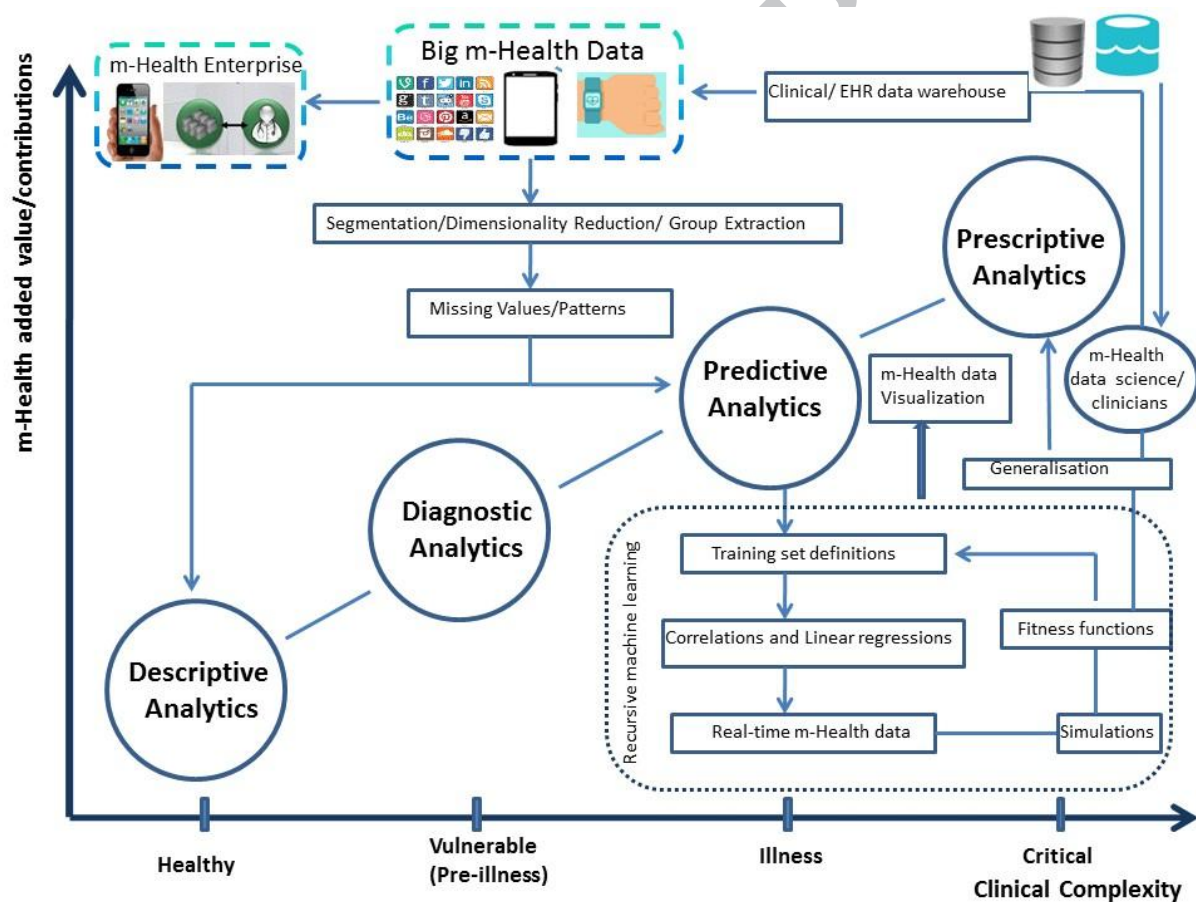 m-Health added value/contributions
m-Health Enterprise
Big m-Health Data
Clinical/ EHR data warehouse
Segmentation/Dimensionality Reduction/ Group Extraction
Missing Values/Patterns
Prescriptive
Analytics
Predictive
Analytics
m-Health data
Visualization
m-Health
data science/
clinicians
Generalisation
Diagnostic
Analytics
Descriptive
Analytics
Recursive machine learning
Training set definitions
Correlations and Linear regressions
Fitness functions
Real-time m-Health data
Simulations
Healthy
Vulnerable
(Pre-illness)
Illness
Critical
Clinical Complexity